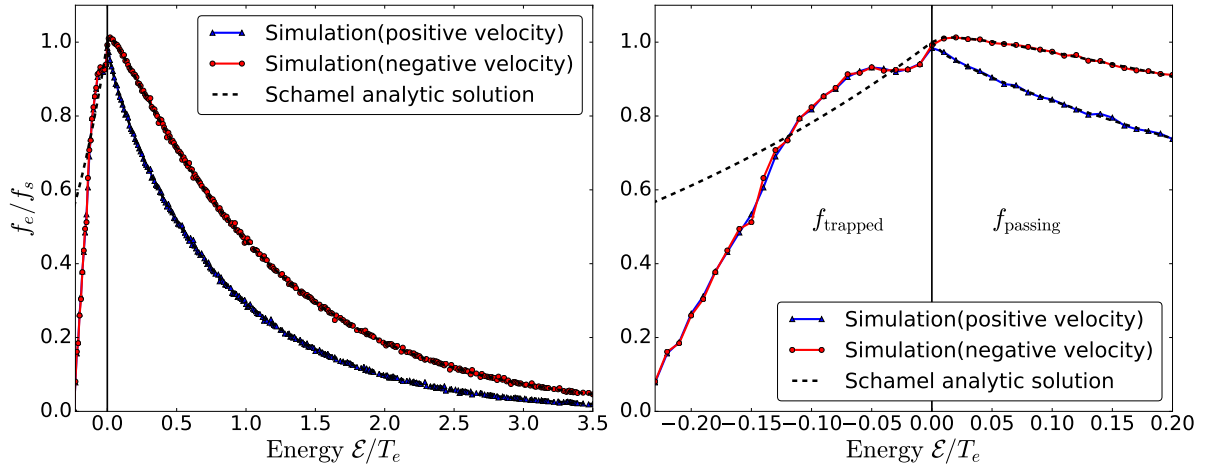 Simulation(positive velocity)
Simulation(negative velocity)
Schamel analytic solution
1.0
0.8
0.6
0.4
0.2
0.0
f_e/f_s
0.0 0.5 1.0 1.5 2.0 2.5 3.0 3.5
Energy ℰ/T_e
1.0
0.8
0.6
0.4
0.2
0.0
f_trapped
f_passing
Simulation(positive velocity)
Simulation(negative velocity)
Schamel analytic solution
−0.20 −0.15 −0.10 −0.05 0.00 0.05 0.10 0.15 0.20
Energy ℰ/T_e